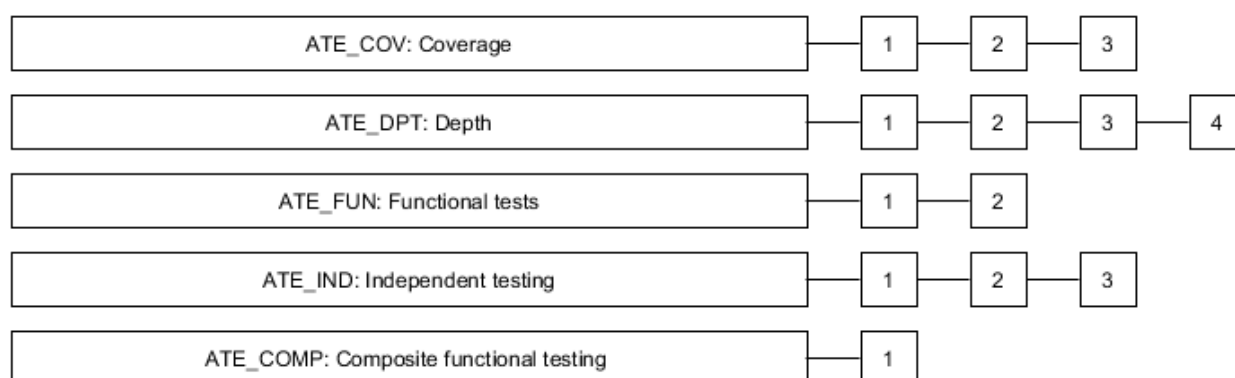 ATE_COV: Coverage 1 2 3
ATE_DPT: Depth 1 2 3 4
ATE_FUN: Functional tests 1 2
ATE_IND: Independent testing 1 2 3
ATE_COMP: Composite functional testing 1